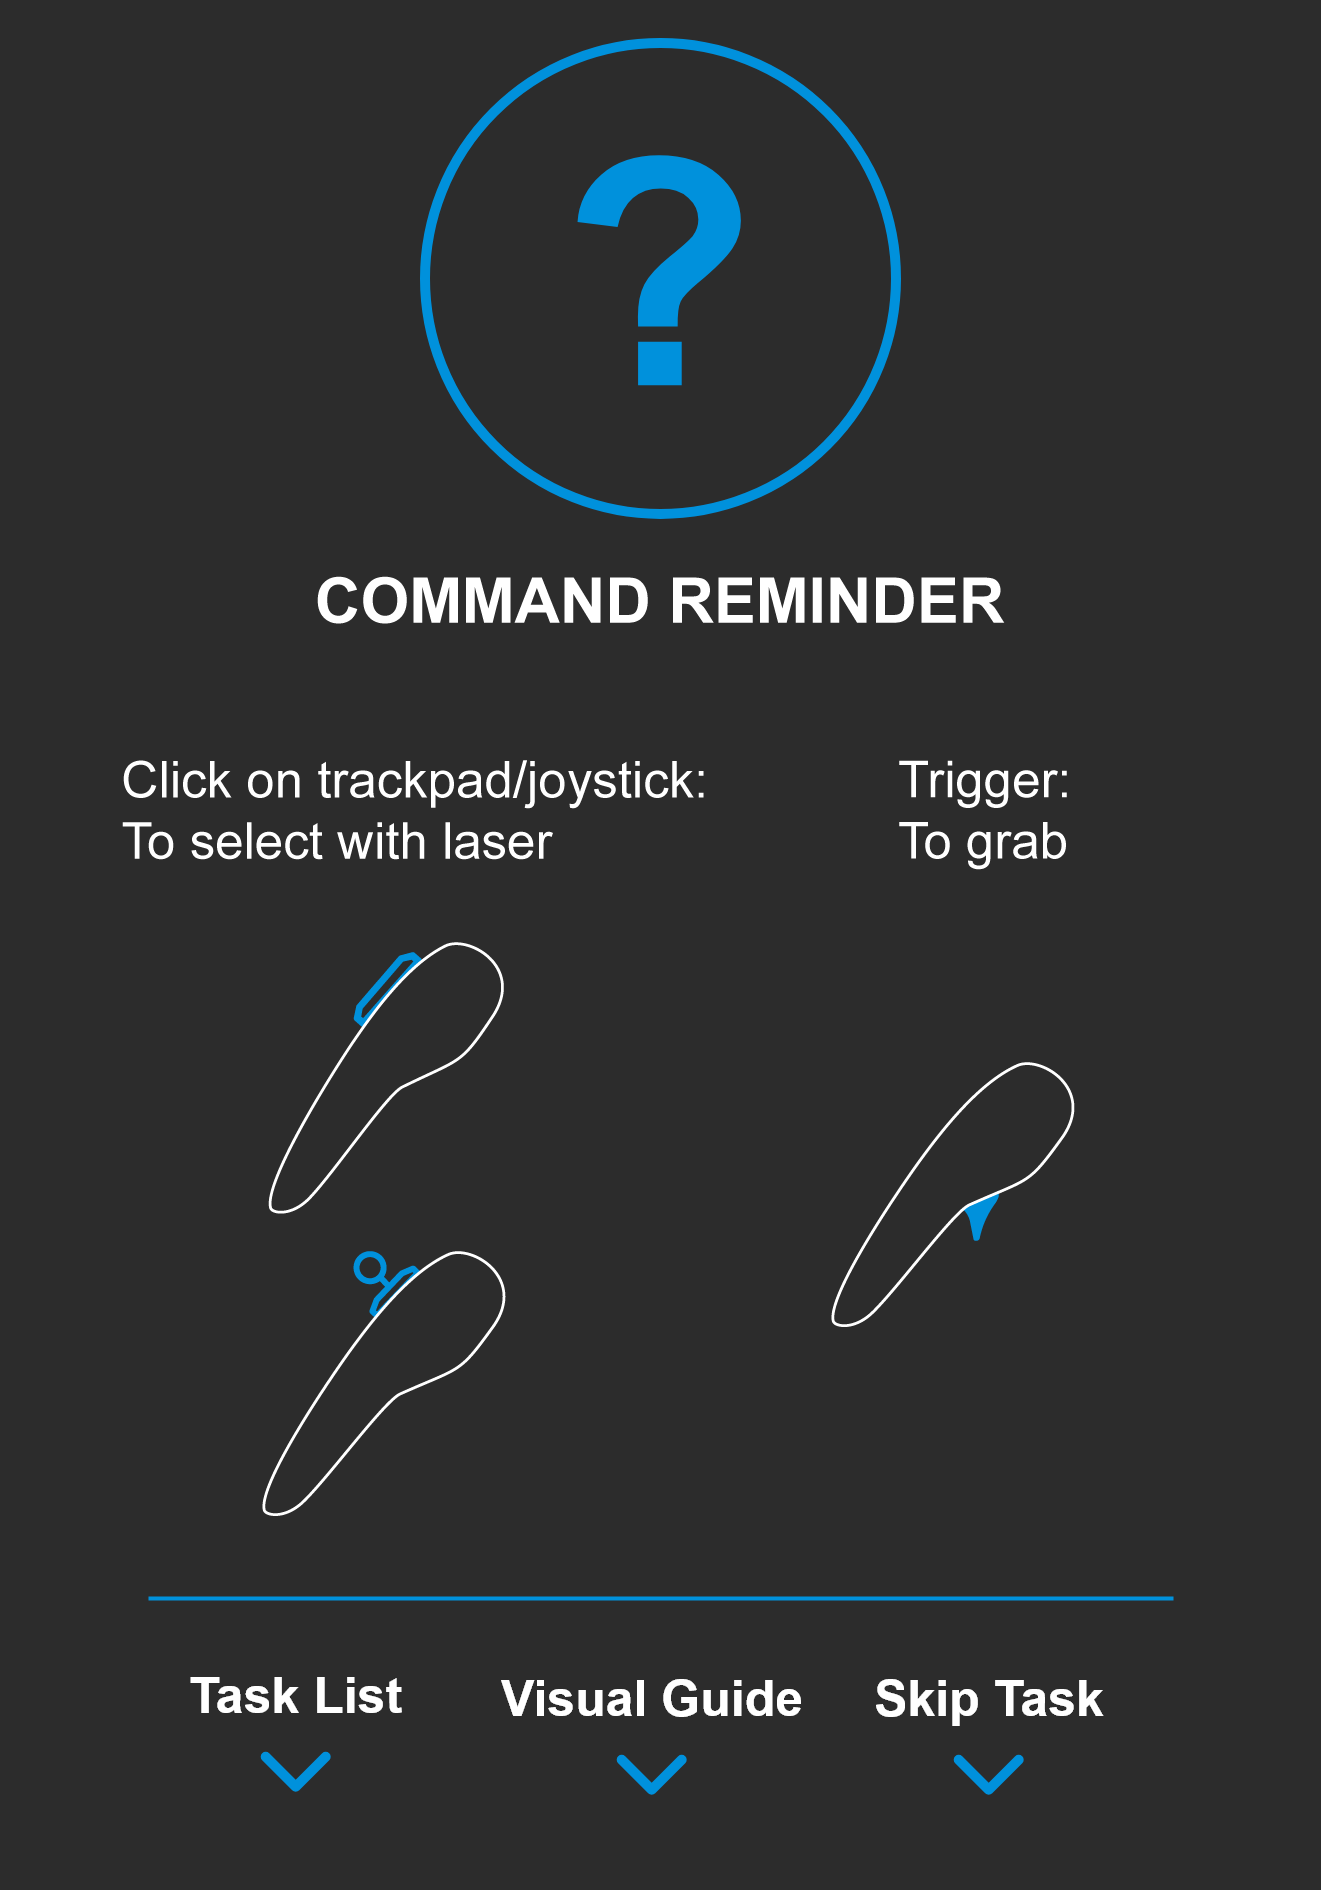 ?
COMMAND REMINDER
Click on trackpad/joystick:
To select with laser
Trigger:
To grab
Task List
Visual Guide
Skip Task